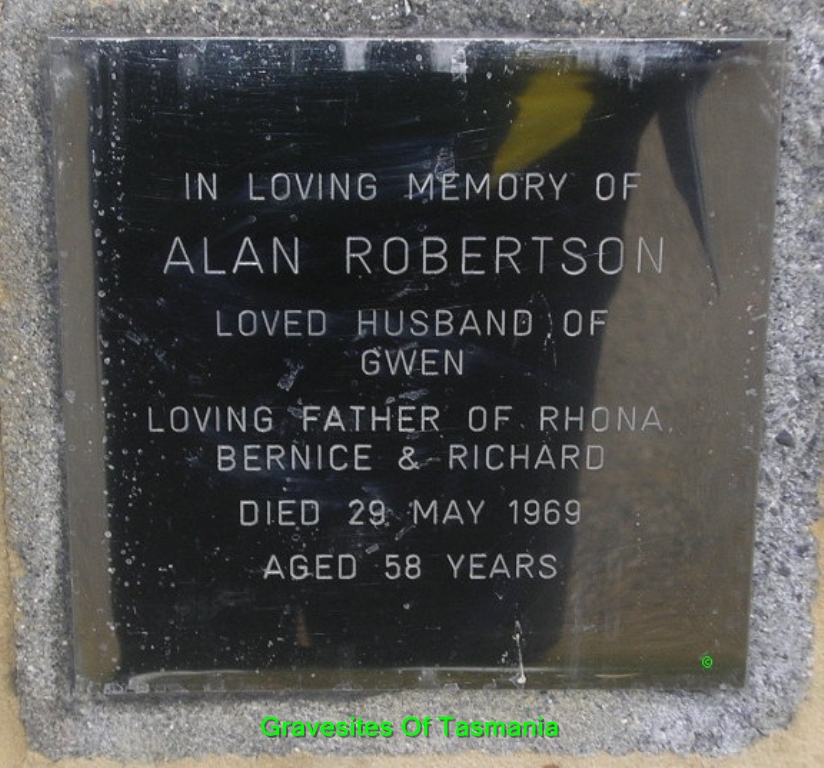 IN LOVING MEMORY OF
ALAN ROBERTSON
LOVED HUSBAND OF
GWEN
LOVING FATHER OF RHONA,
BERNICE & RICHARD
DIED 29 MAY 1969
AGED 58 YEARS
©
Gravesites Of Tasmania